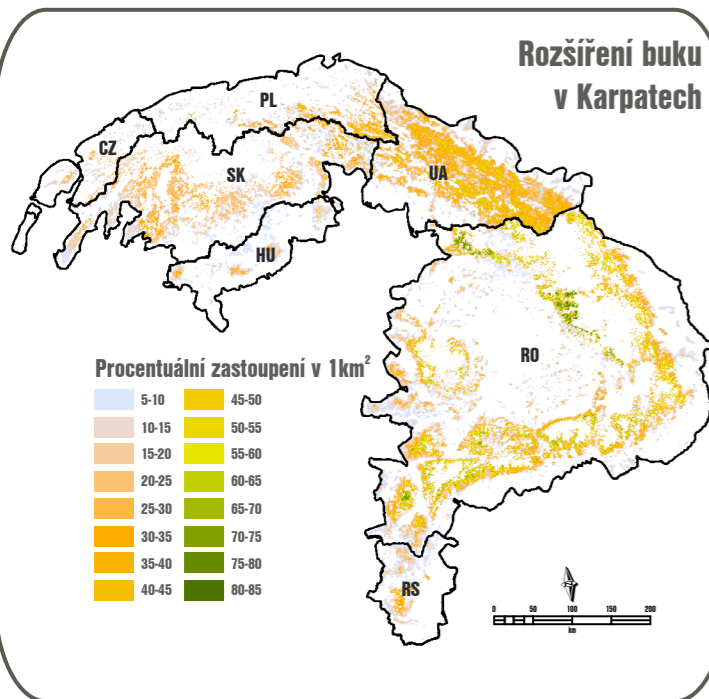 Rozšíření buku
v Karpatech
PL
CZ
SK
UA
HU
RO
RS
Procentuální zastoupení v 1km²
5-10
10-15
15-20
20-25
25-30
30-35
35-40
40-45
45-50
50-55
55-60
60-65
65-70
70-75
75-80
80-85
0 50 100 200
km